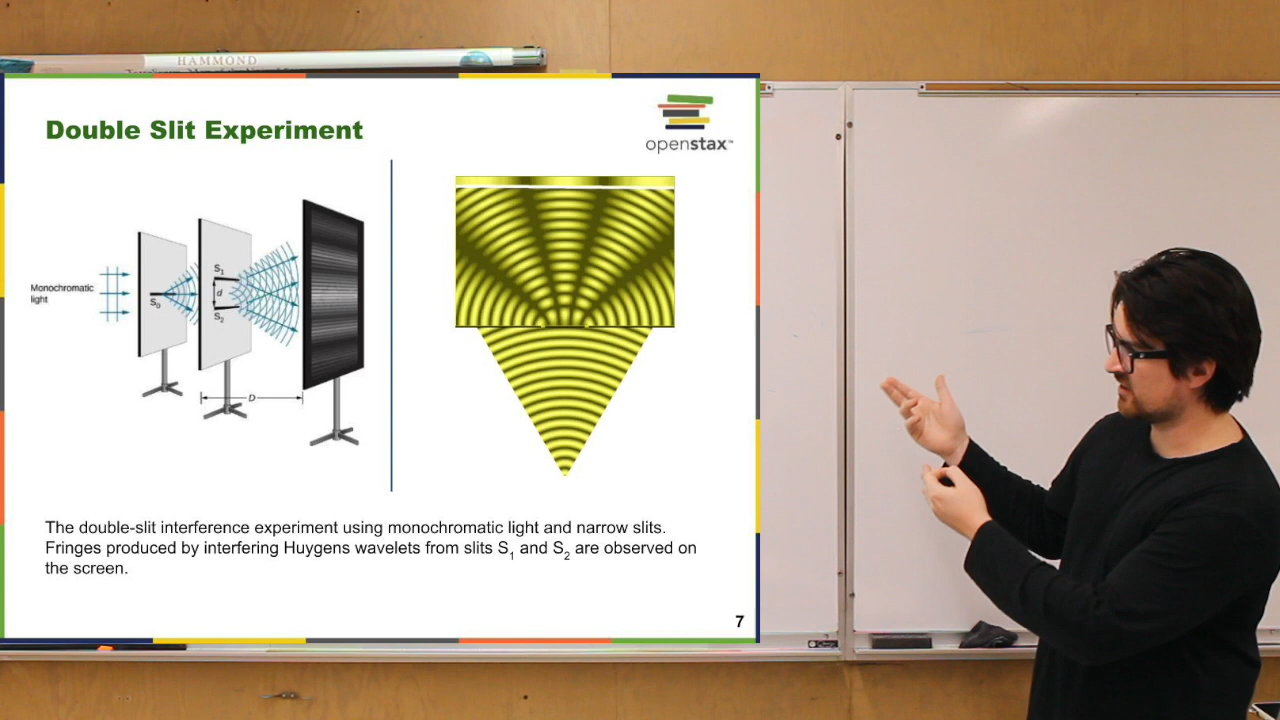 HAMMOND
Double Slit Experiment
openstax™
Monochromatic
light
S0
S1
d
S2
D
The double-slit interference experiment using monochromatic light and narrow slits.
Fringes produced by interfering Huygens wavelets from slits S1 and S2 are observed on
the screen.
7